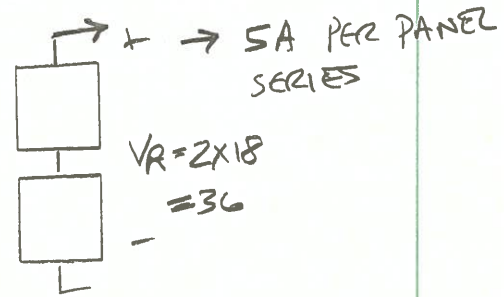 + → 5A PER PANEL
SERIES
VR=2X18
=36
-